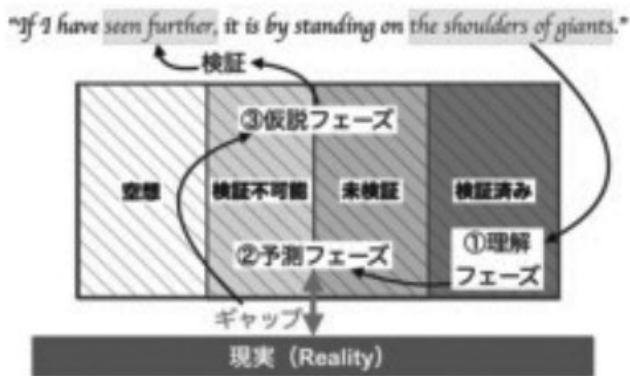 "If I have seen further, it is by standing on the shoulders of giants."
検証
③仮説フェーズ
空想
検証不可能
未検証
検証済み
①理解
フェーズ
②予測フェーズ
ギャップ
現実（Reality）